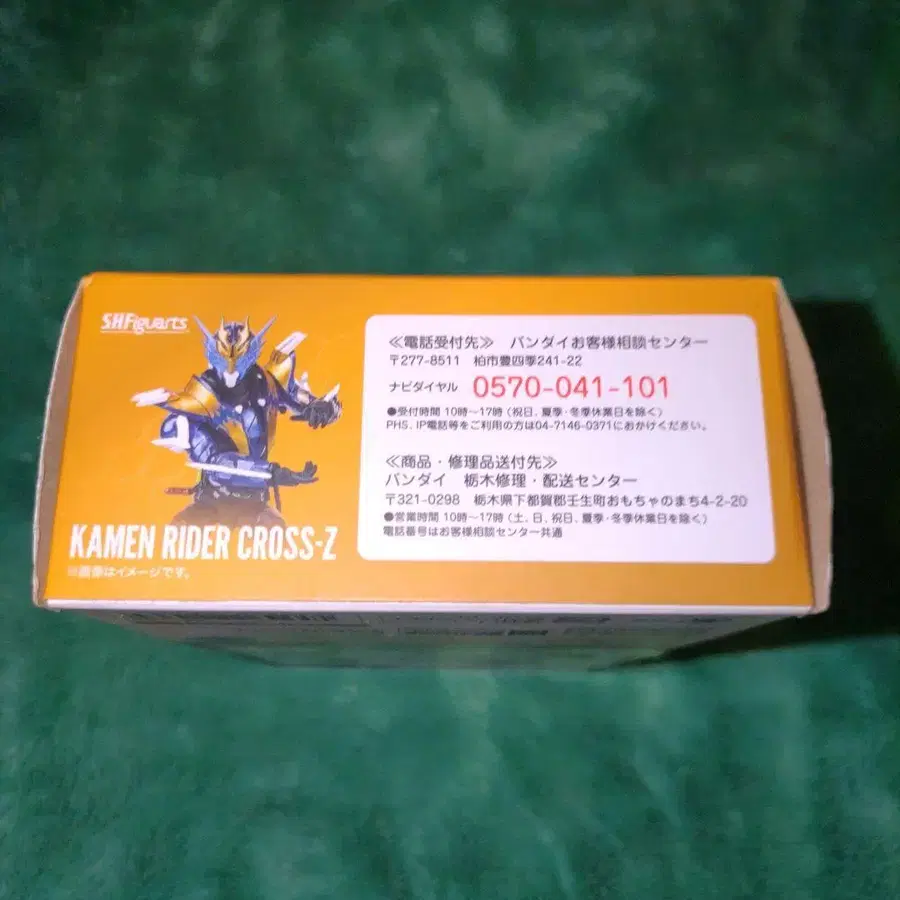 S.H.Figuarts
KAMEN RIDER CROSS-Z
※画像はイメージです。
≪電話受付先≫ バンダイお客様相談センター
〒277-8511 柏市豊四季241-22
ナビダイヤル 0570-041-101
●受付時間 10時〜17時(祝日、夏季・冬季休業日を除く)
PHS、IP電話等をご利用の方は04-7146-0371におかけください。
≪商品・修理品送付先≫
バンダイ 栃木修理・配送センター
〒321-0298 栃木県下都賀郡壬生町おもちゃのまち4-2-20
●営業時間 10時〜17時(土、日、祝日、夏季・冬季休業日を除く)
電話番号はお客様相談センター共通